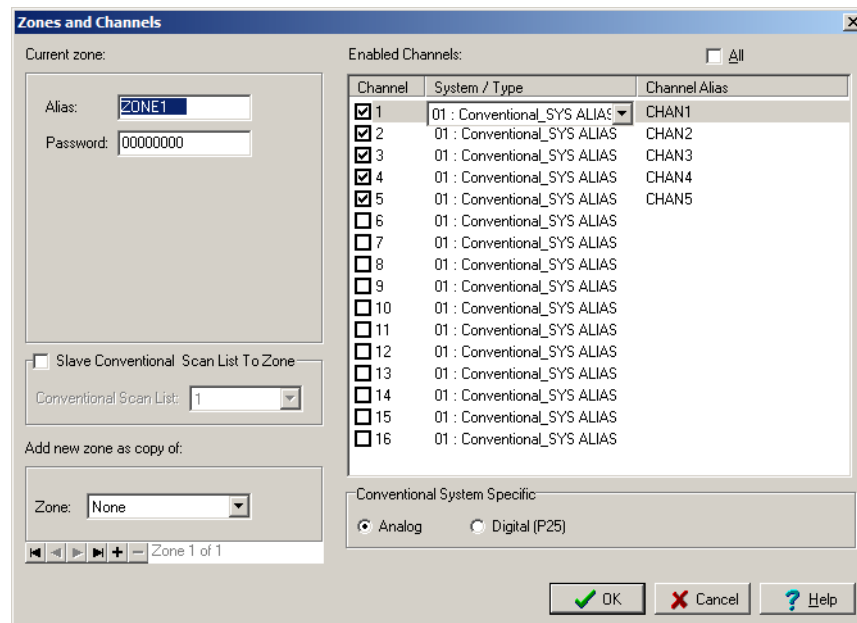 Zones and Channels
Current zone:
Alias: ZONE1
Password: 00000000
Slave Conventional Scan List To Zone
Conventional Scan List: 1
Add new zone as copy of:
Zone: None
Zone 1 of 1
Enabled Channels:
All
Channel System / Type Channel Alias
1 01 : Conventional_SYS ALIAS CHAN1
2 01 : Conventional_SYS ALIAS CHAN2
3 01 : Conventional_SYS ALIAS CHAN3
4 01 : Conventional_SYS ALIAS CHAN4
5 01 : Conventional_SYS ALIAS CHAN5
6 01 : Conventional_SYS ALIAS
7 01 : Conventional_SYS ALIAS
8 01 : Conventional_SYS ALIAS
9 01 : Conventional_SYS ALIAS
10 01 : Conventional_SYS ALIAS
11 01 : Conventional_SYS ALIAS
12 01 : Conventional_SYS ALIAS
13 01 : Conventional_SYS ALIAS
14 01 : Conventional_SYS ALIAS
15 01 : Conventional_SYS ALIAS
16 01 : Conventional_SYS ALIAS
Conventional System Specific
Analog Digital (P25)
OK Cancel Help